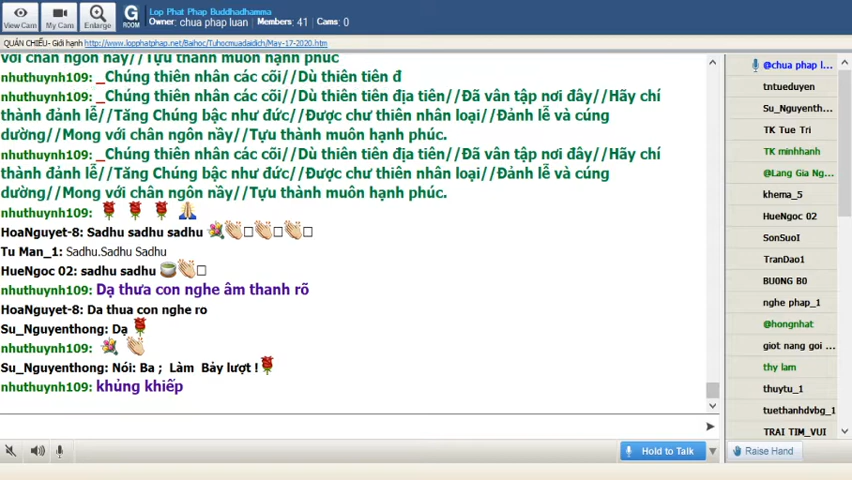 Lop Phat Phap Buddhadhamma
Owner: chua phap luan Members: 41 Cams: 0
View Cam My Cam Enlarge G ROOM
QUÁN CHIẾU- Giới hạnh http://www.lopphatphap.net/Baihoc/Tuhocmuadaidich/May-17-2020.htm
với chân ngôn nầy//Tựu thành muôn hạnh phúc
nhuthuynh109: _Chúng thiên nhân các cõi//Dù thiên tiên đ
nhuthuynh109: _Chúng thiên nhân các cõi//Dù thiên tiên địa tiên//Đã vân tập nơi đây//Hãy chí
thành đảnh lễ//Tăng Chúng bậc như đức//Được chư thiên nhân loại//Đảnh lễ và cúng
dường//Mong với chân ngôn nầy//Tựu thành muôn hạnh phúc.
nhuthuynh109: _Chúng thiên nhân các cõi//Dù thiên tiên địa tiên//Đã vân tập nơi đây//Hãy chí
thành đảnh lễ//Tăng Chúng bậc như đức//Được chư thiên nhân loại//Đảnh lễ và cúng
dường//Mong với chân ngôn nầy//Tựu thành muôn hạnh phúc.
nhuthuynh109:
HoaNguyet-8: Sadhu sadhu sadhu
Tu Man_1: Sadhu.Sadhu Sadhu
HueNgoc 02: sadhu sadhu
nhuthuynh109: Dạ thưa con nghe âm thanh rõ
HoaNguyet-8: Da thua con nghe ro
Su_Nguyenthong: Dạ
nhuthuynh109:
Su_Nguyenthong: Nói: Ba ; Làm Bảy lượt !
nhuthuynh109: khủng khiếp
@chua phap l...
tntueduyen
Su_Nguyenth...
TK Tue Tri
TK minhhanh
@Lang Gia Ng...
khema_5
HueNgoc 02
SonSuoI
TranDao1
BU0NG B0
nghe phap_1
@hongnhat
giot nang goi ...
thy lam
thuytu_1
tuethanhdvbg_1
TRAI TIM_VUI
Hold to Talk
Raise Hand